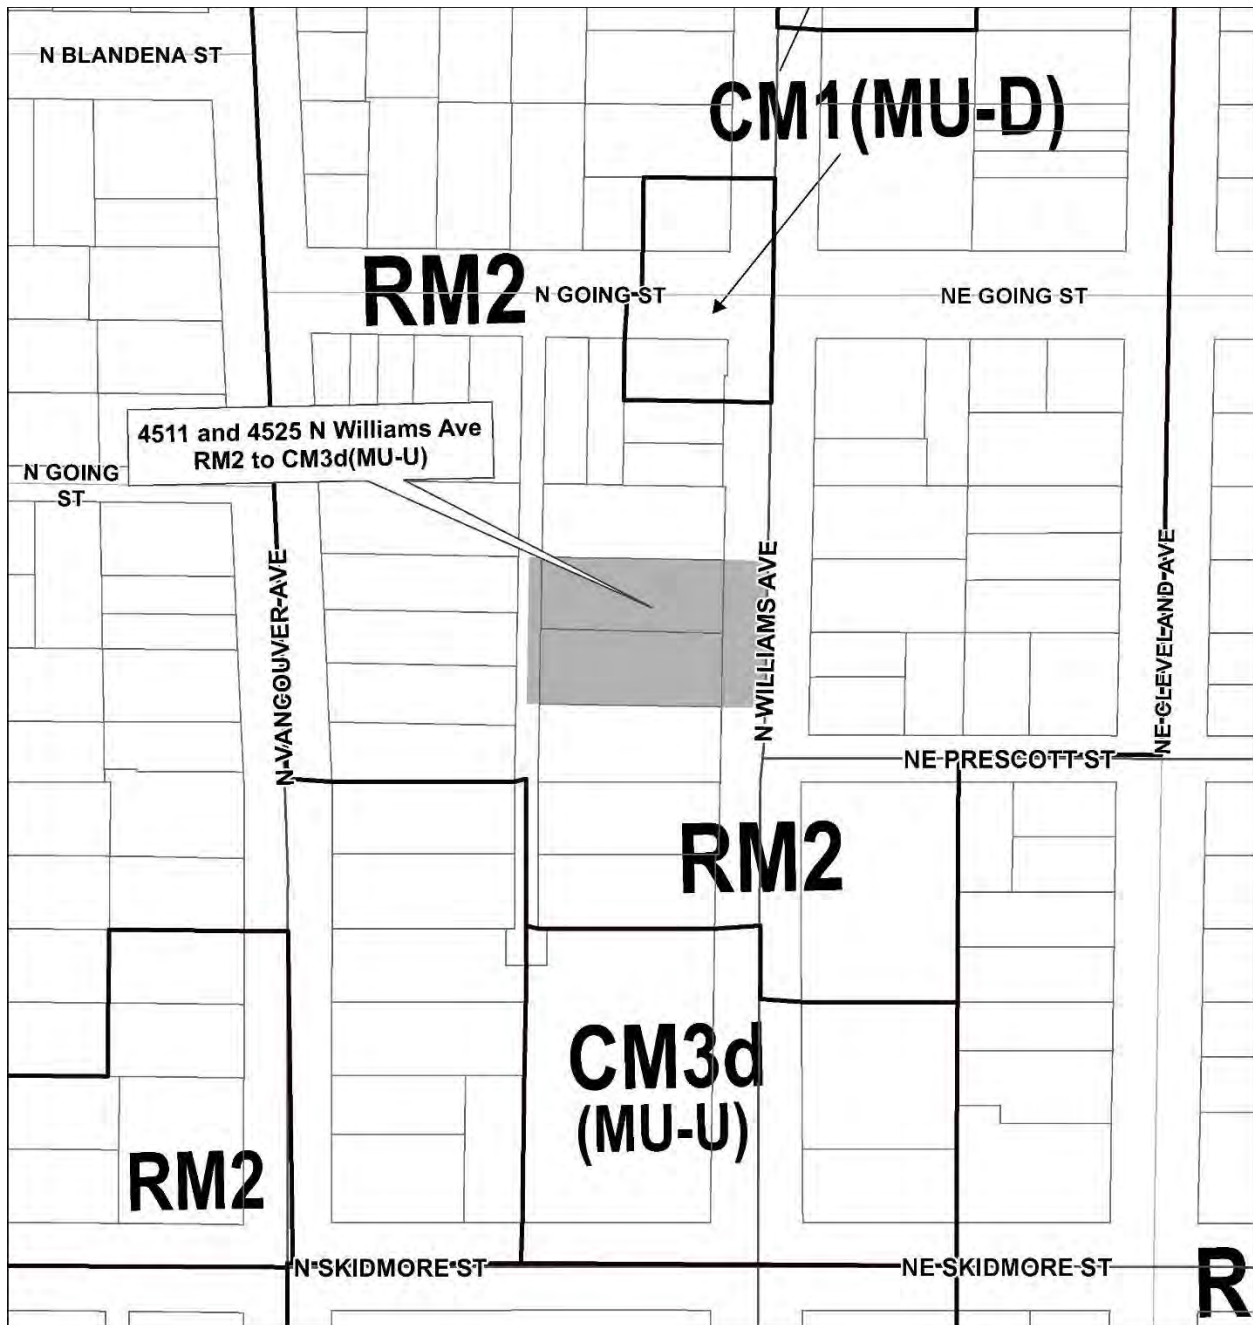 N BLANDENA ST
CM1(MU-D)
RM2
N GOING ST
NE GOING ST
4511 and 4525 N Williams Ave
RM2 to CM3d(MU-U)
N GOING
ST
N VANCOUVER AVE
N WILLIAMS AVE
NE CLEVELAND AVE
NE PRESCOTT ST
RM2
CM3d
(MU-U)
RM2
N SKIDMORE ST
NE SKIDMORE ST
R